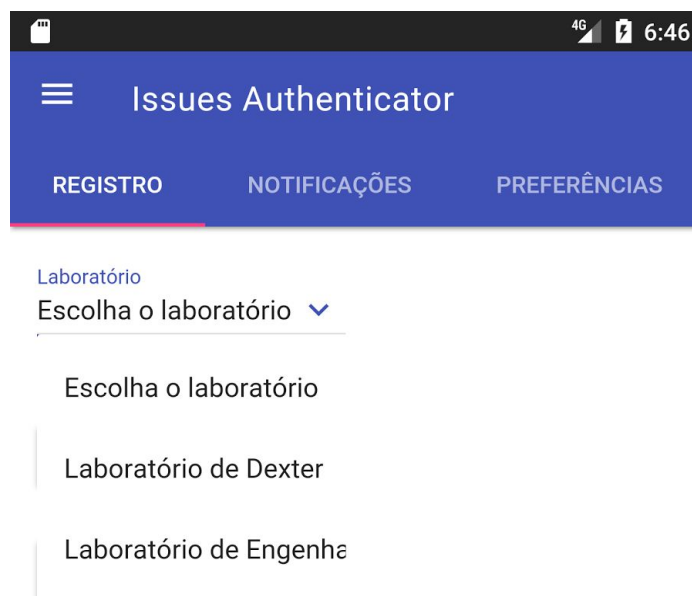 4G 6:46
Issues Authenticator
REGISTRO NOTIFICAÇÕES PREFERÊNCIAS
Laboratório
Escolha o laboratório
Escolha o laboratório
Laboratório de Dexter
Laboratório de Engenha